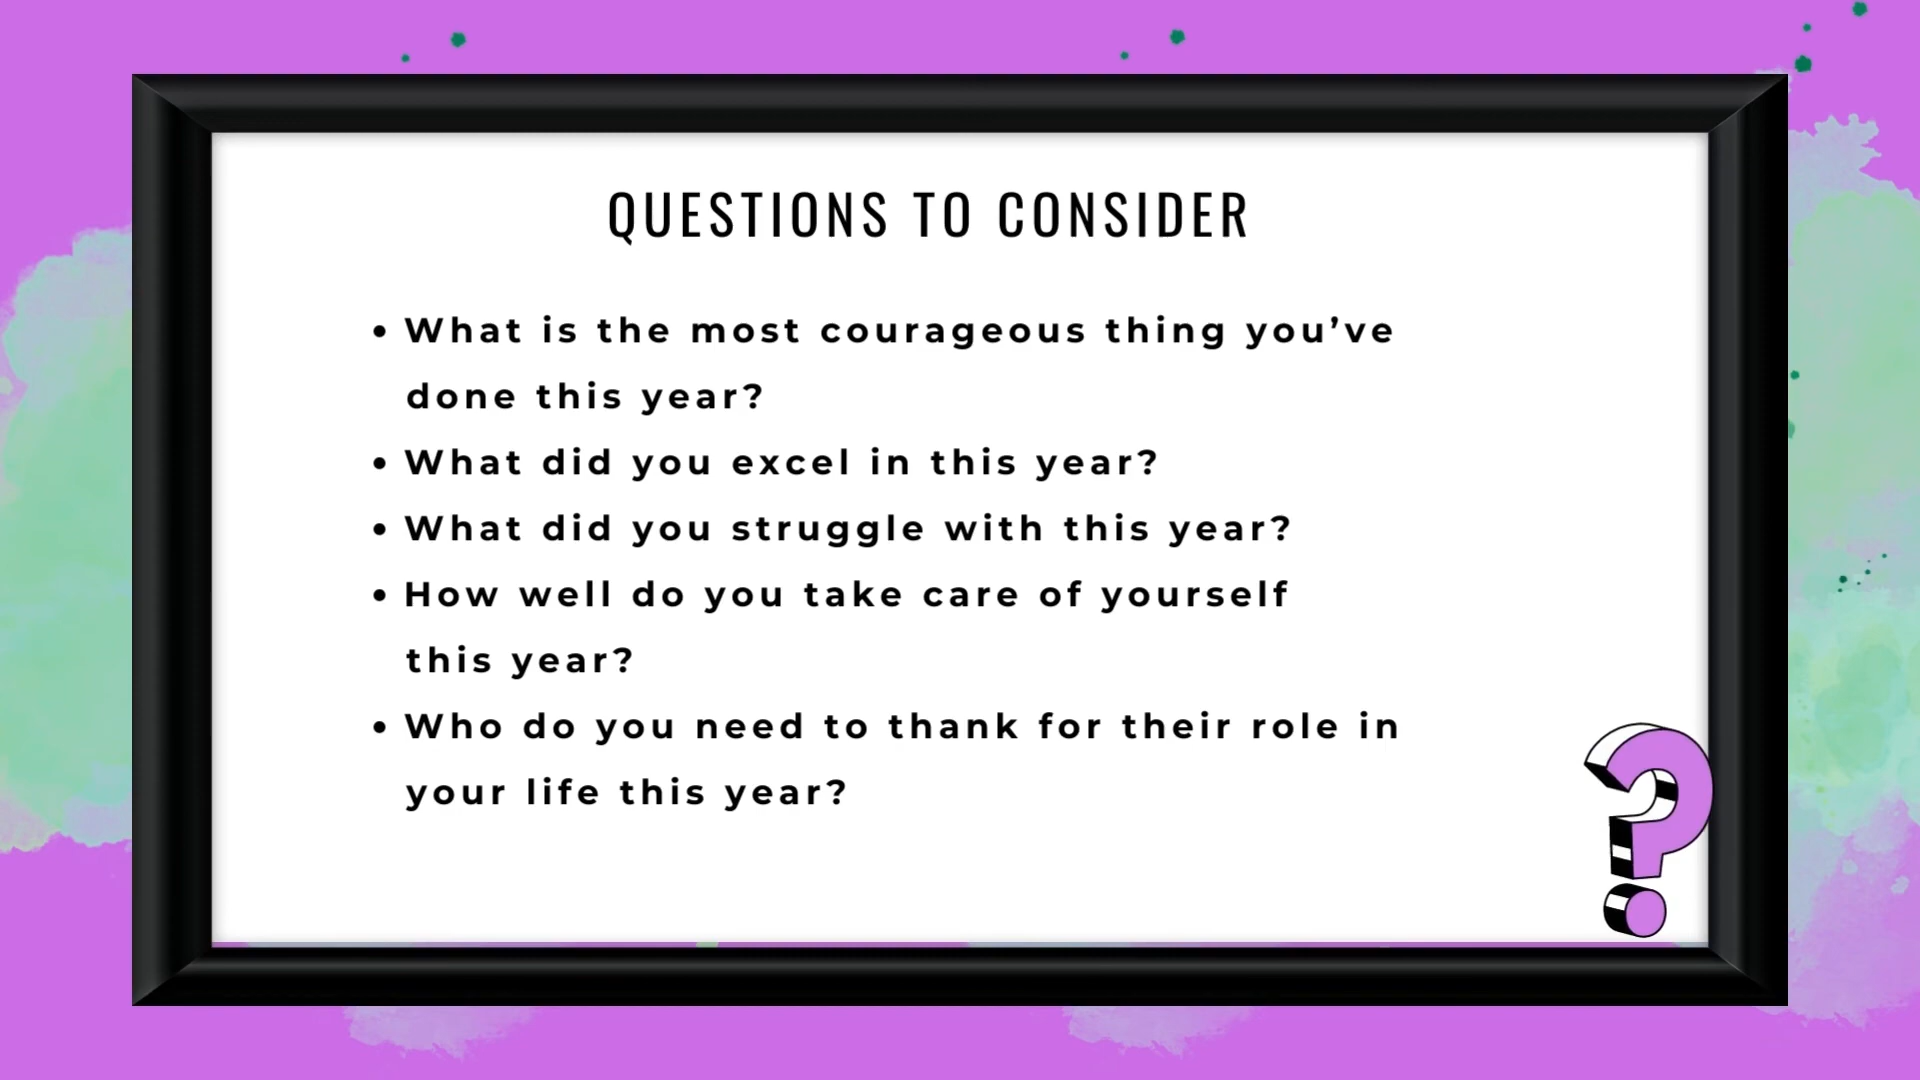 QUESTIONS TO CONSIDER
• What is the most courageous thing you’ve
done this year?
• What did you excel in this year?
• What did you struggle with this year?
• How well do you take care of yourself
this year?
• Who do you need to thank for their role in
your life this year?
?